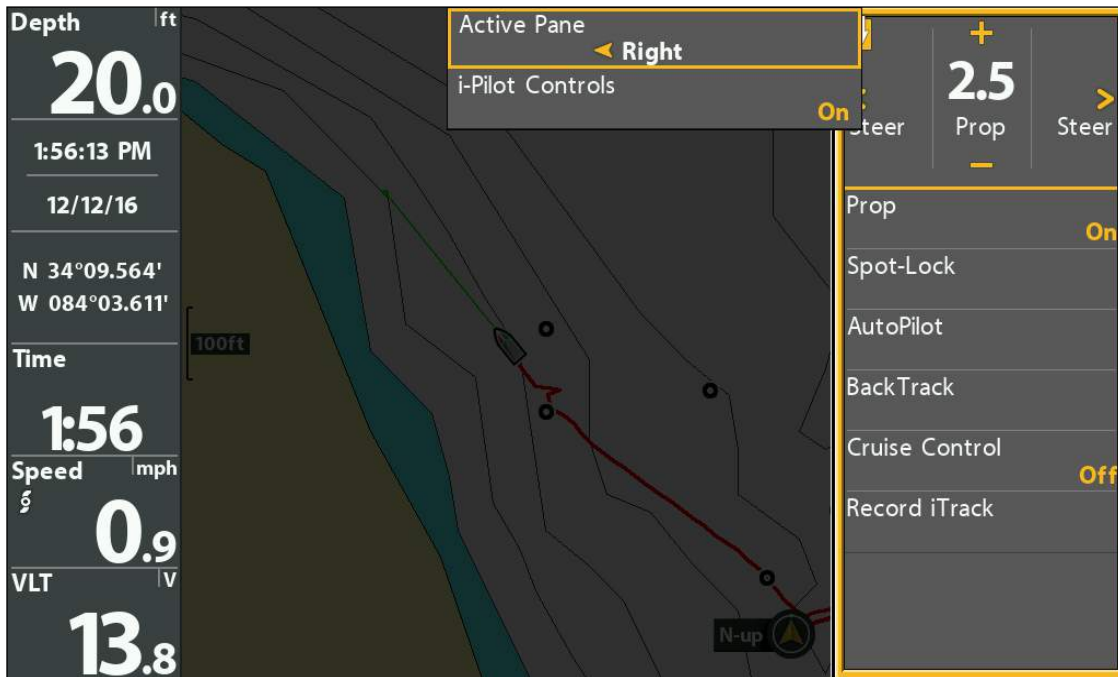 Depth ft
20.0
1:56:13 PM
12/12/16
N 34°09.564'
W 084°03.611'
Time
1:56
Speed mph
0.9
VLT V
13.8
100ft
N-up
Active Pane
Right
i-Pilot Controls
On
+
2.5
Steer Prop Steer
−
Prop
On
Spot-Lock
AutoPilot
BackTrack
Cruise Control
Off
Record iTrack